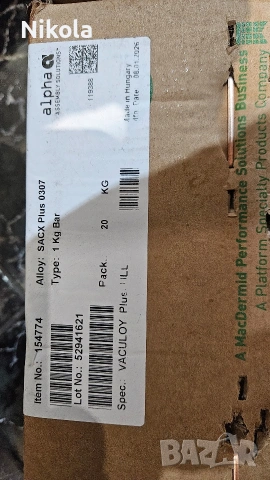 Nikola
alpha
ASSEMBLY SOLUTIONS
119388
Made in Hungary
Alloy: SACX Plus 0307
Type: 1 Kg Bar
Pack. 20 KG
Item No.: 154774
Lot No.: 52941621
Spec.: VACULOY Plus
A MacDermid Performance Solutions Business
A Platform Specialty Products Company
BAZAR